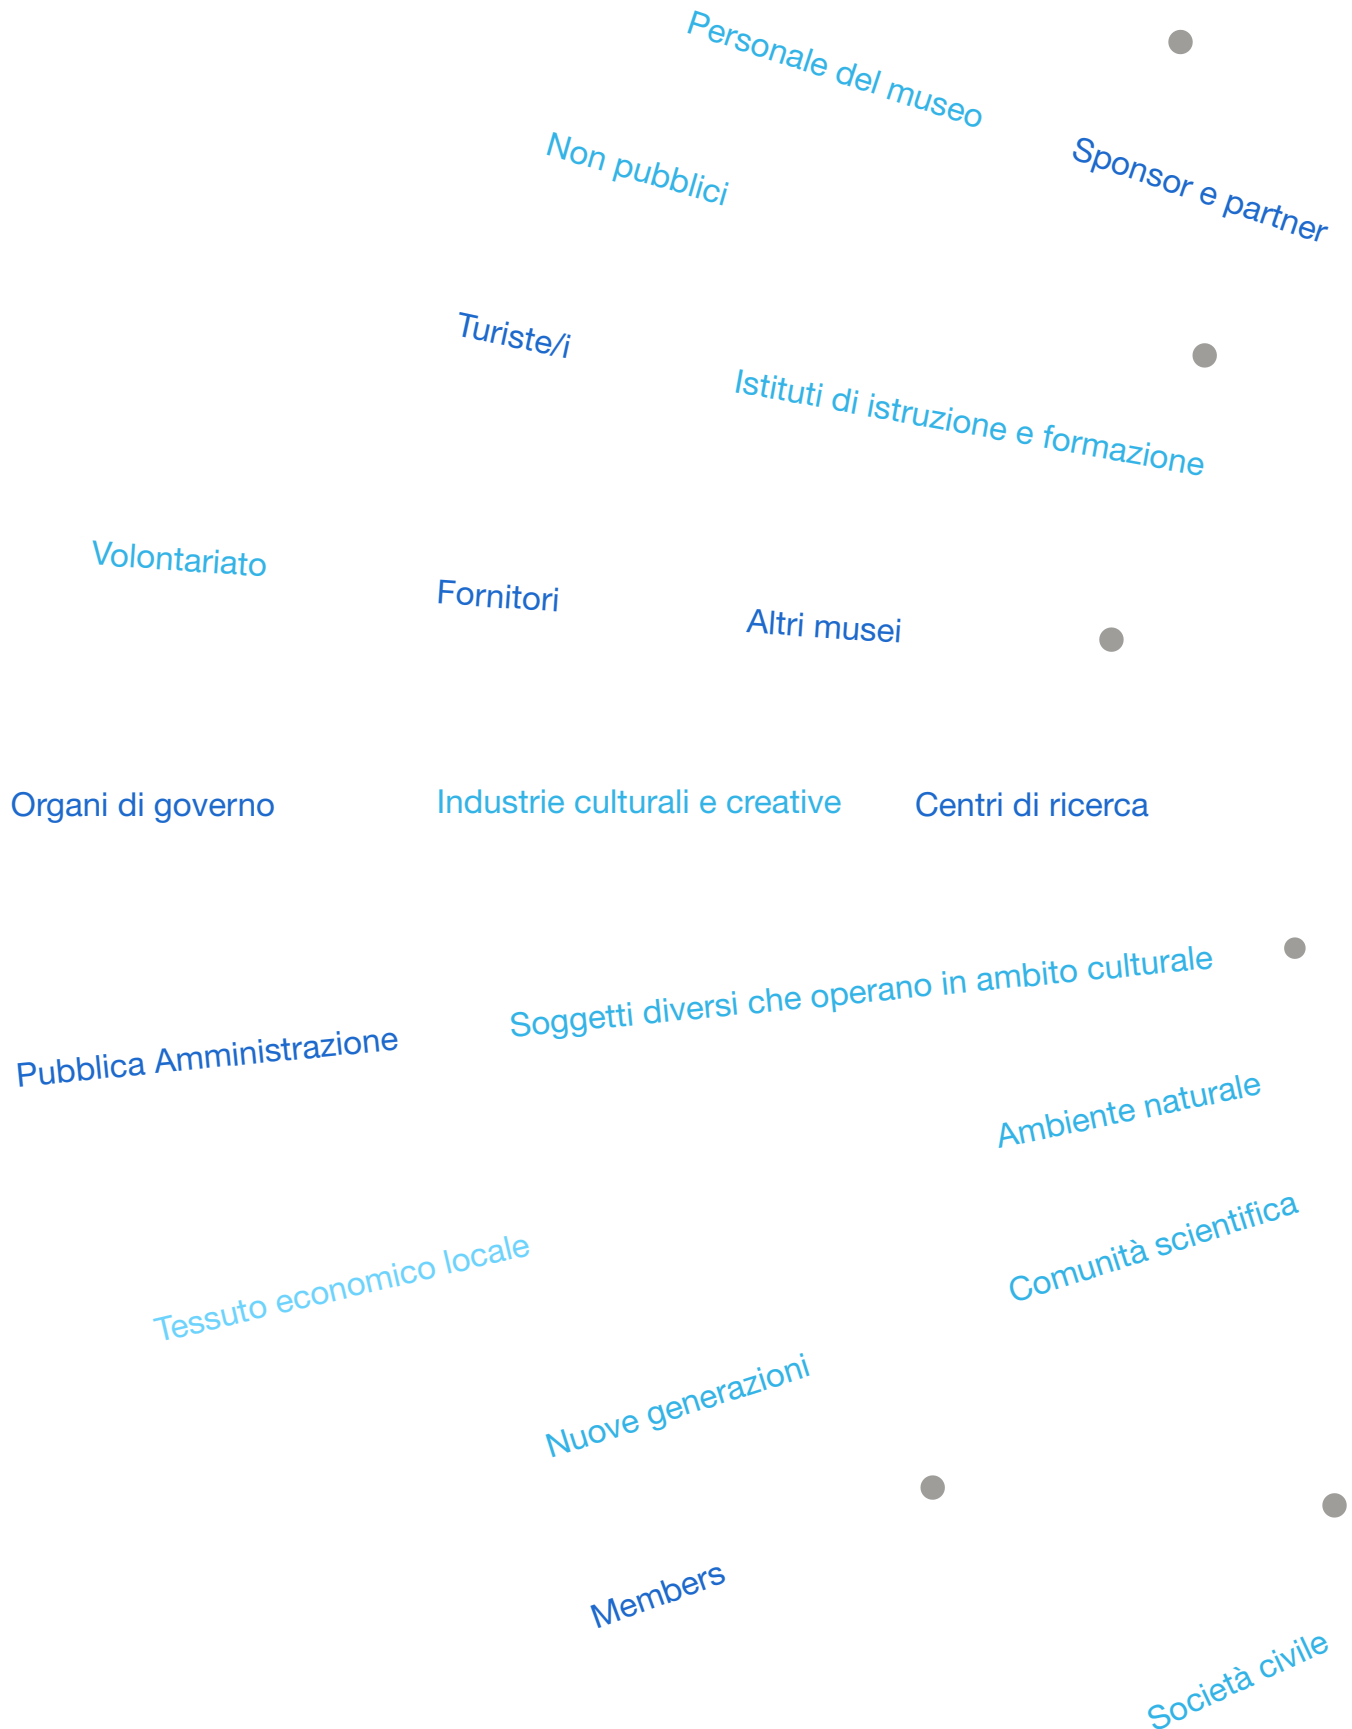 Personale del museo
Non pubblici
Sponsor e partner
Turiste/i
Istituti di istruzione e formazione
Volontariato
Fornitori
Altri musei
Organi di governo
Industrie culturali e creative
Centri di ricerca
Soggetti diversi che operano in ambito culturale
Pubblica Amministrazione
Ambiente naturale
Comunità scientifica
Tessuto economico locale
Nuove generazioni
Members
Società civile